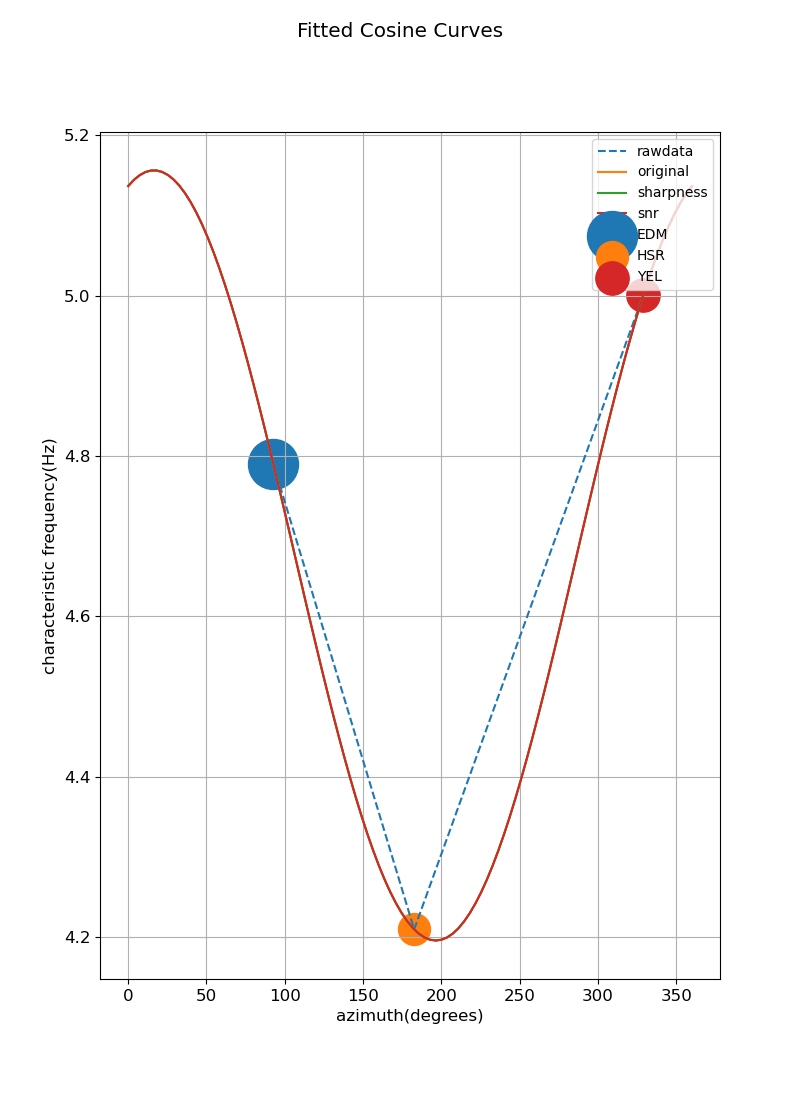 Fitted Cosine Curves
5.2
5.0
4.8
4.6
4.4
4.2
characteristic frequency(Hz)
rawdata
original
sharpness
snr
EDM
HSR
YEL
0 50 100 150 200 250 300 350
azimuth(degrees)